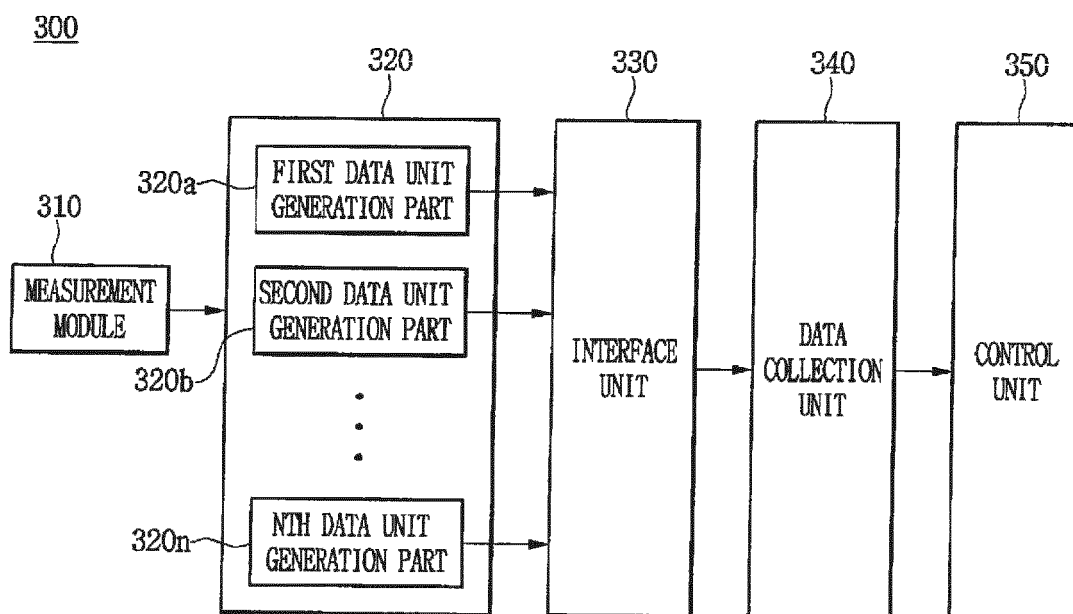 300
320
330
340
350
320a
FIRST DATA UNIT
GENERATION PART
310
MEASUREMENT
MODULE
SECOND DATA UNIT
GENERATION PART
320b
INTERFACE
UNIT
DATA
COLLECTION
UNIT
CONTROL
UNIT
320n
NTH DATA UNIT
GENERATION PART